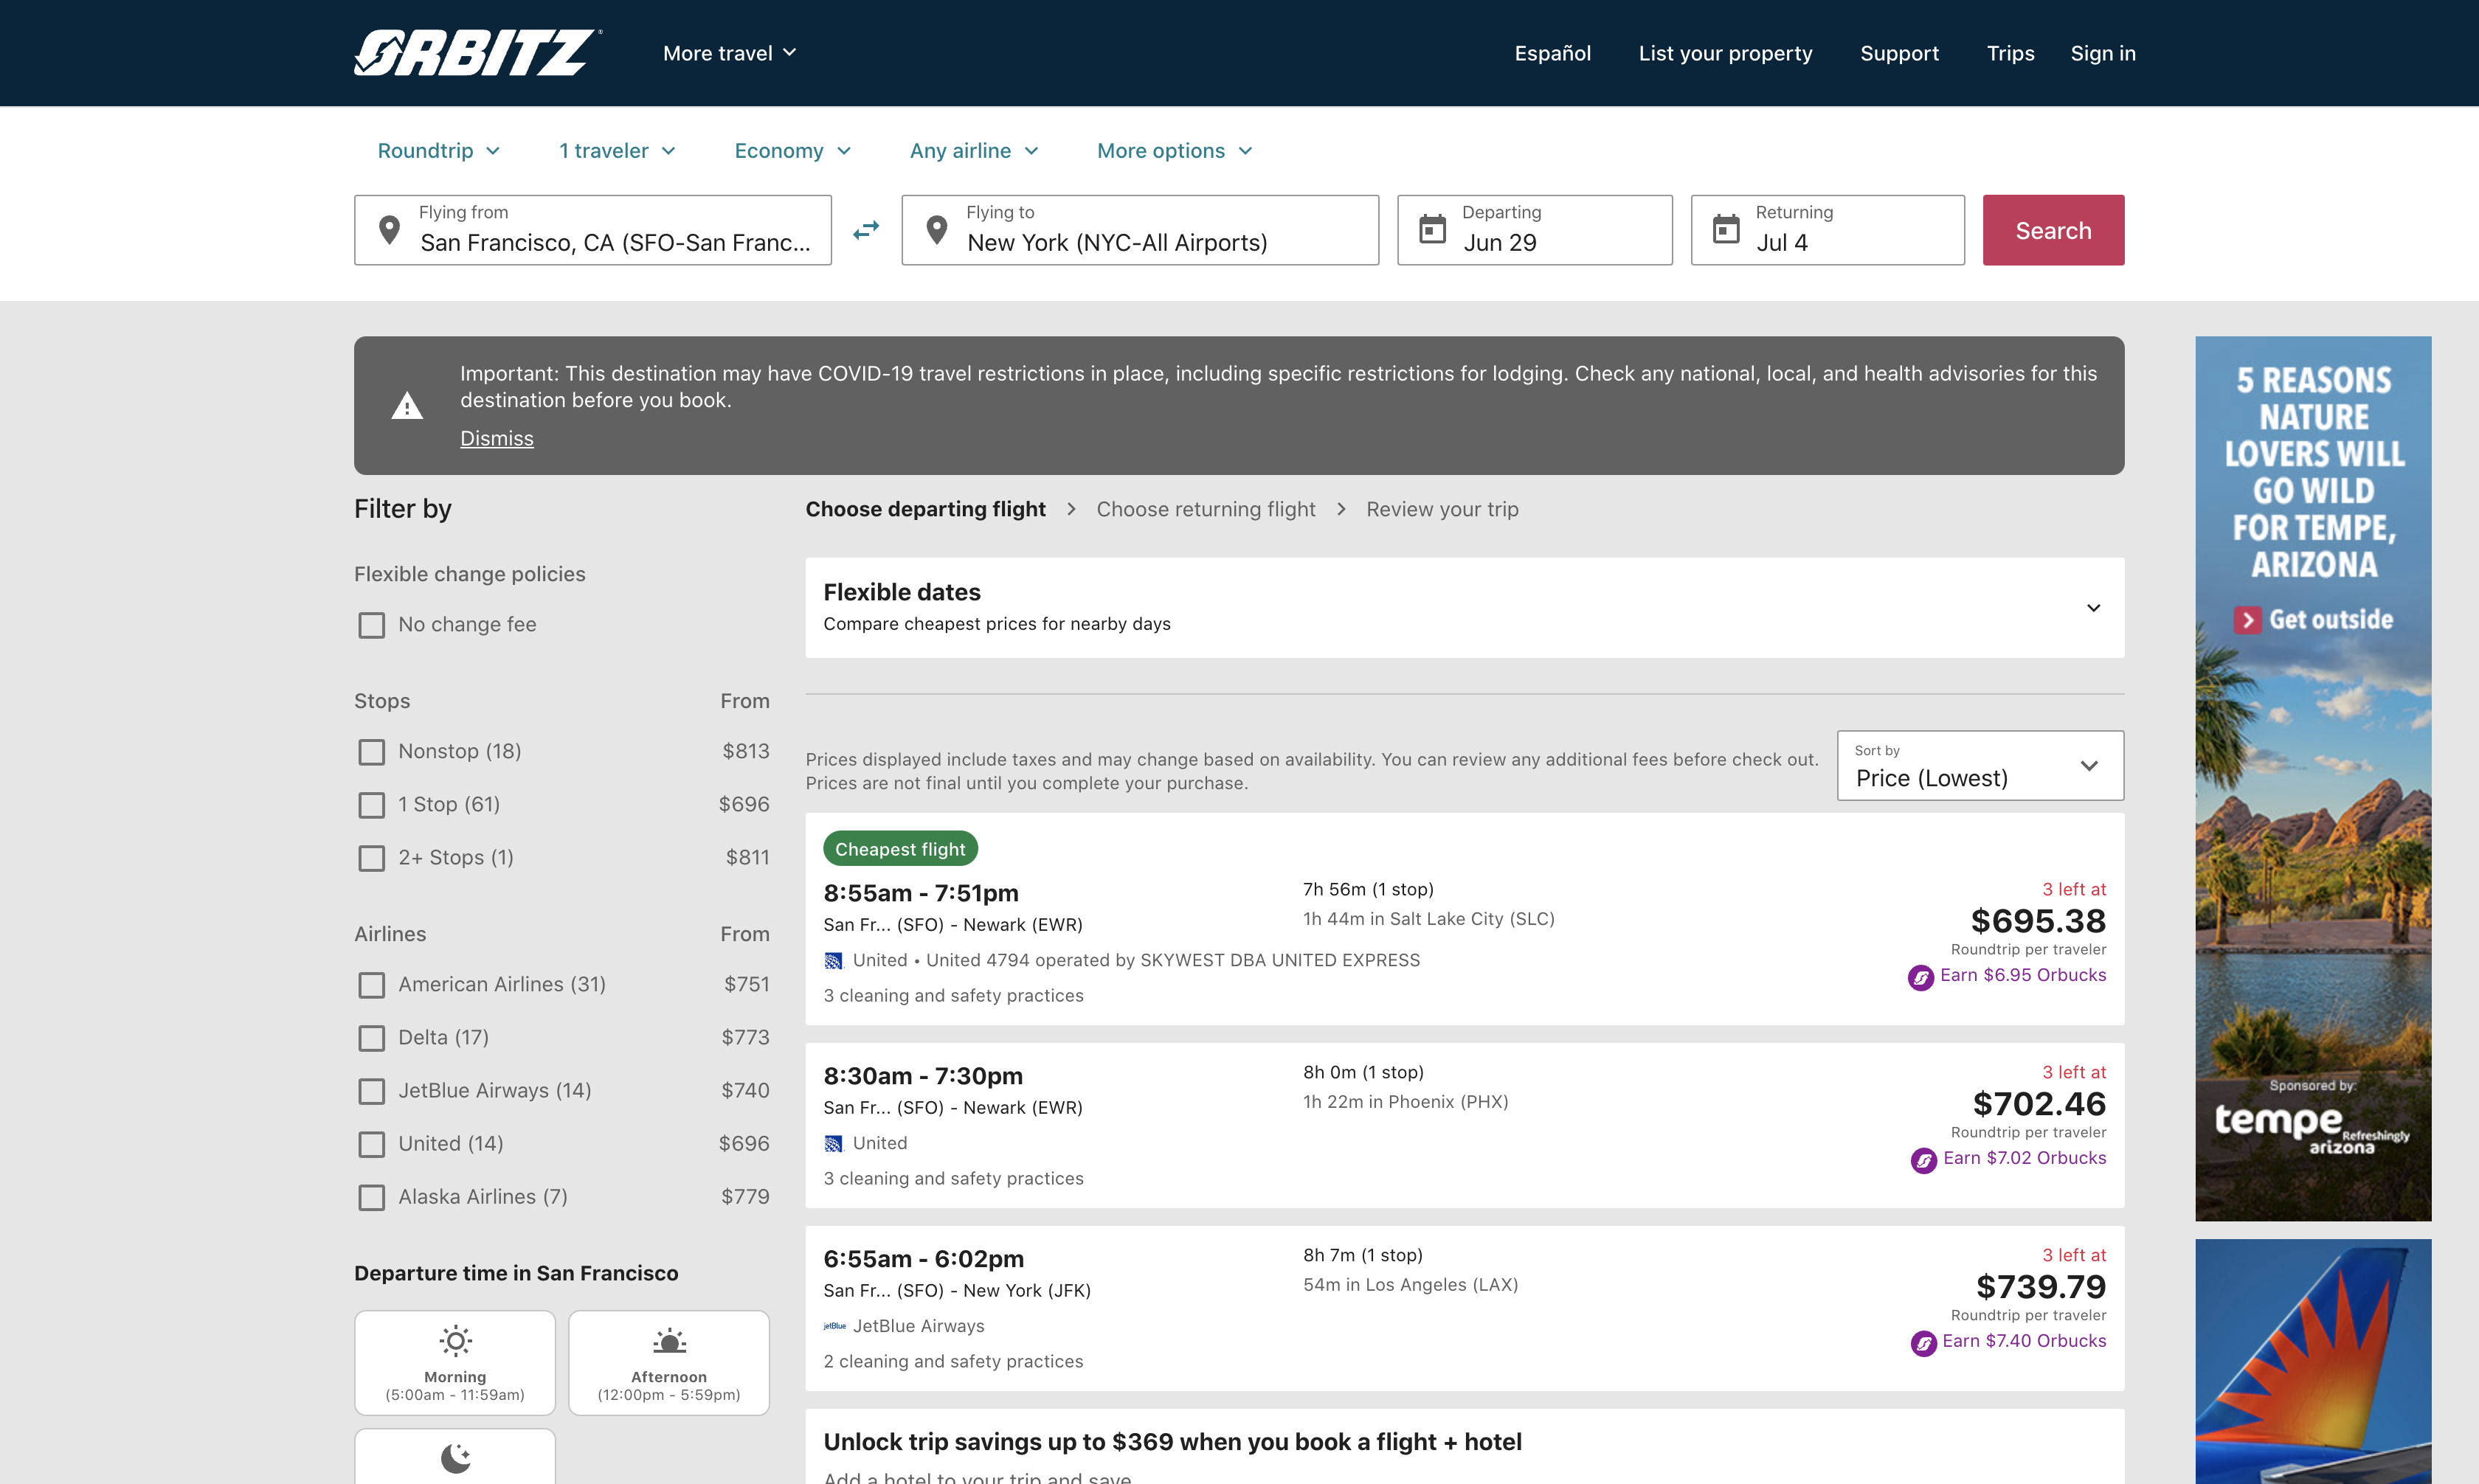 ORBITZ
More travel
Español
List your property
Support
Trips
Sign in
Roundtrip
1 traveler
Economy
Any airline
More options
Flying from
San Francisco, CA (SFO-San Franc...
Flying to
New York (NYC-All Airports)
Departing
Jun 29
Returning
Jul 4
Search
Important: This destination may have COVID-19 travel restrictions in place, including specific restrictions for lodging. Check any national, local, and health advisories for this
destination before you book.
Dismiss
Filter by
Flexible change policies
No change fee
Stops From
Nonstop (18) $813
1 Stop (61) $696
2+ Stops (1) $811
Airlines From
American Airlines (31) $751
Delta (17) $773
JetBlue Airways (14) $740
United (14) $696
Alaska Airlines (7) $779
Departure time in San Francisco
Morning
(5:00am - 11:59am)
Afternoon
(12:00pm - 5:59pm)
Choose departing flight
Choose returning flight
Review your trip
Flexible dates
Compare cheapest prices for nearby days
Prices displayed include taxes and may change based on availability. You can review any additional fees before check out.
Prices are not final until you complete your purchase.
Sort by
Price (Lowest)
Cheapest flight
8:55am - 7:51pm
San Fr... (SFO) - Newark (EWR)
United • United 4794 operated by SKYWEST DBA UNITED EXPRESS
3 cleaning and safety practices
7h 56m (1 stop)
1h 44m in Salt Lake City (SLC)
3 left at
$695.38
Roundtrip per traveler
Earn $6.95 Orbucks
8:30am - 7:30pm
San Fr... (SFO) - Newark (EWR)
United
3 cleaning and safety practices
8h 0m (1 stop)
1h 22m in Phoenix (PHX)
3 left at
$702.46
Roundtrip per traveler
Earn $7.02 Orbucks
6:55am - 6:02pm
San Fr... (SFO) - New York (JFK)
jetBlue JetBlue Airways
2 cleaning and safety practices
8h 7m (1 stop)
54m in Los Angeles (LAX)
3 left at
$739.79
Roundtrip per traveler
Earn $7.40 Orbucks
Unlock trip savings up to $369 when you book a flight + hotel
Add a hotel to your trip and save
5 REASONS
NATURE
LOVERS WILL
GO WILD
FOR TEMPE,
ARIZONA
Get outside
Sponsored by:
tempe
Refreshingly
arizona